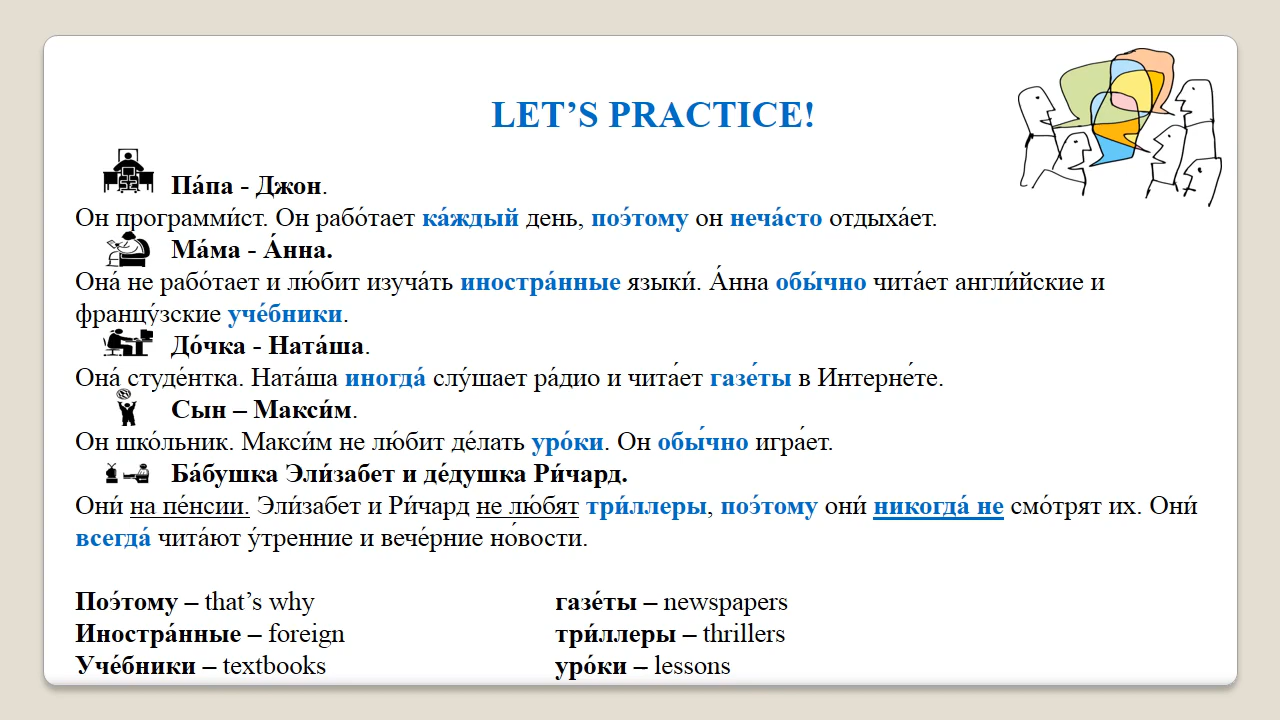 LET’S PRACTICE!
Па́па - Джон.
Он программи́ст. Он рабо́тает ка́ждый день, поэ́тому он неча́сто отдыха́ет.
Ма́ма - А́нна.
Она́ не рабо́тает и лю́бит изуча́ть иностра́нные языки́. А́нна обы́чно чита́ет англи́йские и
францу́зские уче́бники.
До́чка - Ната́ша.
Она́ студе́нтка. Ната́ша иногда́ слу́шает ра́дио и чита́ет газе́ты в Интерне́те.
Сын – Макси́м.
Он шко́льник. Макси́м не лю́бит де́лать уро́ки. Он обы́чно игра́ет.
Ба́бушка Эли́забет и де́душка Ри́чард.
Они́ на пе́нсии. Эли́забет и Ри́чард не лю́бят три́ллеры, поэ́тому они́ никогда́ не смо́трят их. Они́
всегда́ чита́ют у́тренние и вече́рние но́вости.
Поэ́тому – that’s why
Иностра́нные – foreign
Уче́бники – textbooks
газе́ты – newspapers
три́ллеры – thrillers
уро́ки – lessons